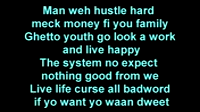 Man weh hustle hard
meck money fi you family
Ghetto youth go look a work
and live happy
The system no expect
nothing good from we
Live life curse all badword
if yo want yo waan dweet